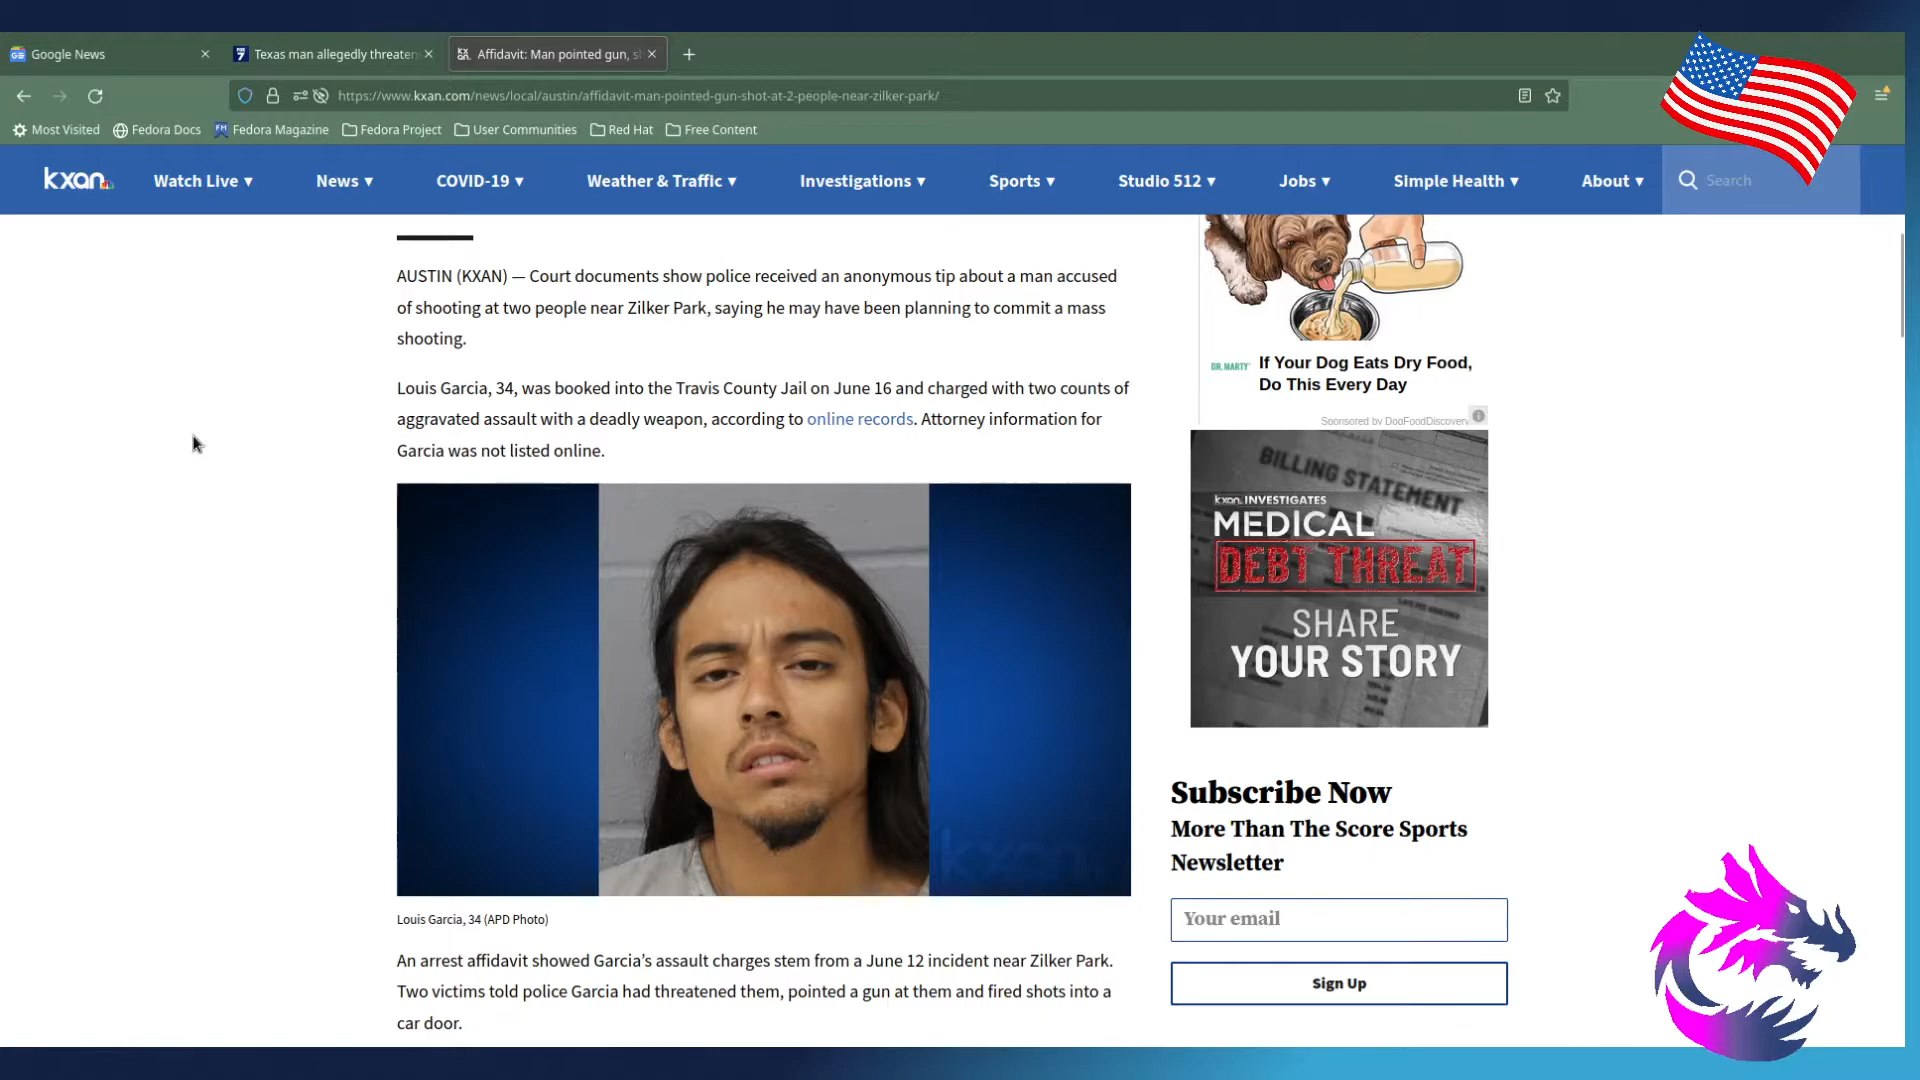 Google News
Texas man allegedly threaten
Affidavit: Man pointed gun, s
https://www.kxan.com/news/local/austin/affidavit-man-pointed-gun-shot-at-2-people-near-zilker-park/
Most Visited
Fedora Docs
Fedora Magazine
Fedora Project
User Communities
Red Hat
Free Content
kxan
Watch Live ▾
News ▾
COVID-19 ▾
Weather & Traffic ▾
Investigations ▾
Sports ▾
Studio 512 ▾
Jobs ▾
Simple Health ▾
About ▾
Search
AUSTIN (KXAN) — Court documents show police received an anonymous tip about a man accused
of shooting at two people near Zilker Park, saying he may have been planning to commit a mass
shooting.
Louis Garcia, 34, was booked into the Travis County Jail on June 16 and charged with two counts of
aggravated assault with a deadly weapon, according to online records. Attorney information for
Garcia was not listed online.
kxan
Louis Garcia, 34 (APD Photo)
An arrest affidavit showed Garcia’s assault charges stem from a June 12 incident near Zilker Park.
Two victims told police Garcia had threatened them, pointed a gun at them and fired shots into a
car door.
DR. MARTY
If Your Dog Eats Dry Food,
Do This Every Day
Sponsored by DogFoodDiscovery
BILLING STATEMENT
kxan INVESTIGATES
MEDICAL
DEBT THREAT
SHARE
YOUR STORY
Subscribe Now
More Than The Score Sports
Newsletter
Your email
Sign Up